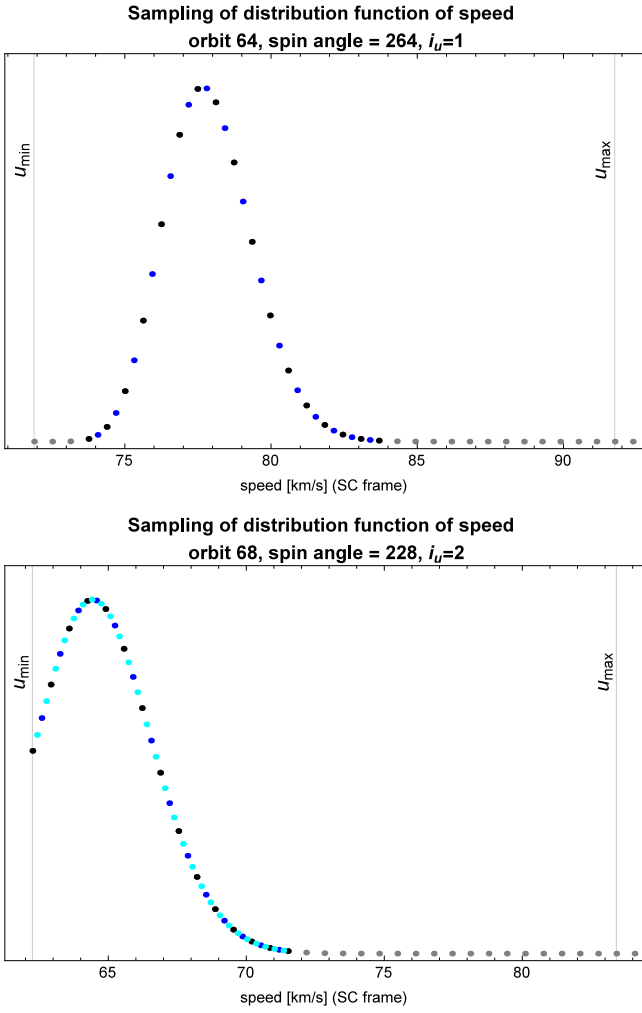 Sampling of distribution function of speed
orbit 64, spin angle = 264, iu=1
umin
umax
75 80 85 90
speed [km/s] (SC frame)
Sampling of distribution function of speed
orbit 68, spin angle = 228, iu=2
umin
umax
65 70 75 80
speed [km/s] (SC frame)